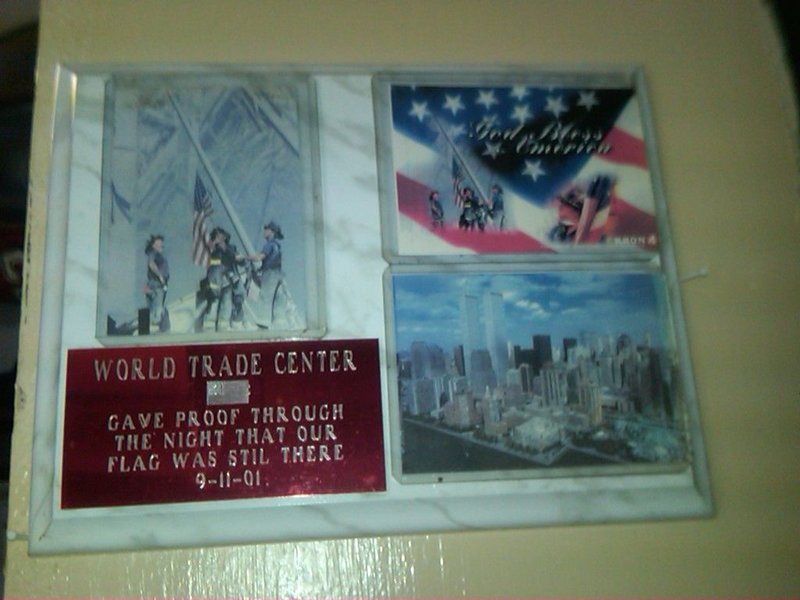 God Bless
America
WORLD TRADE CENTER
GAVE PROOF THROUGH
THE NIGHT THAT OUR
FLAG WAS STIL THERE
9-11-01